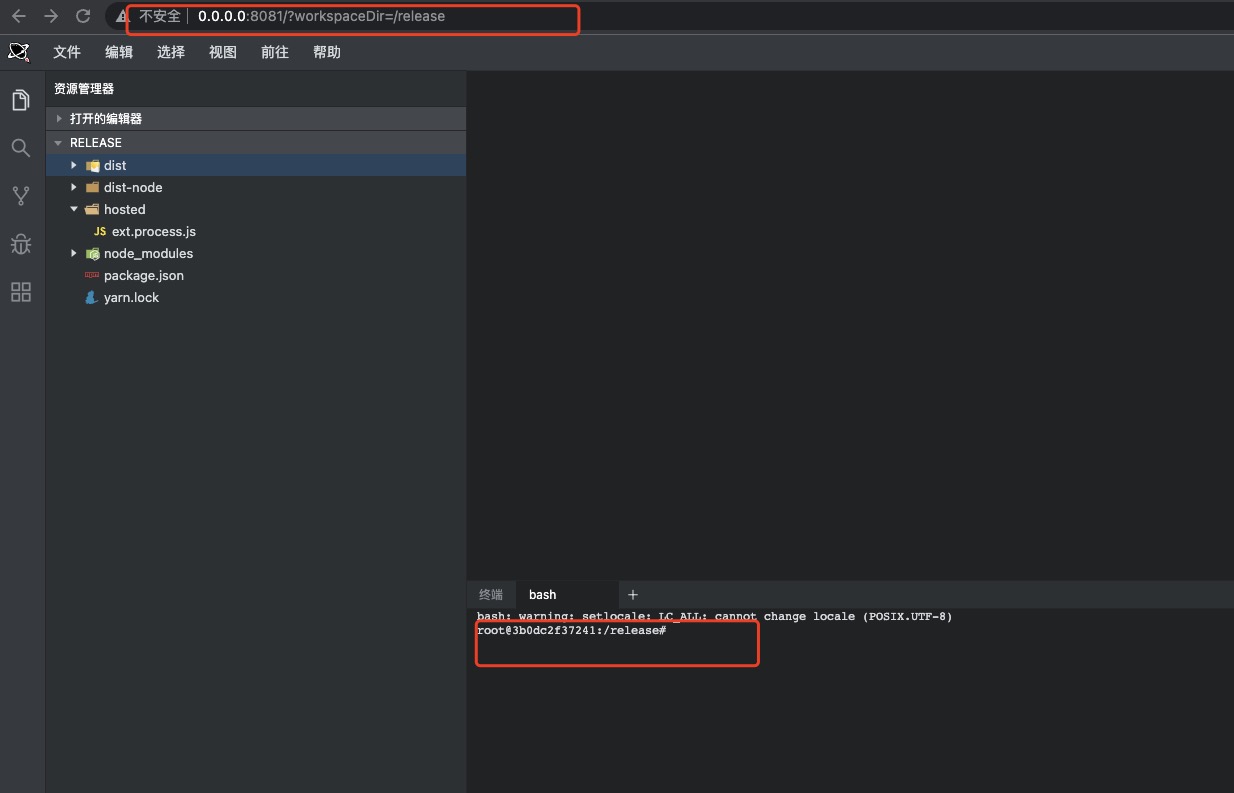 不安全 0.0.0.0:8081/?workspaceDir=/release
文件 编辑 选择 视图 前往 帮助
资源管理器
打开的编辑器
RELEASE
dist
dist-node
hosted
JS ext.process.js
node_modules
package.json
yarn.lock
终端 bash +
bash: warning: setlocale: LC_ALL: cannot change locale (POSIX.UTF-8)
root@3b0dc2f37241:/release#